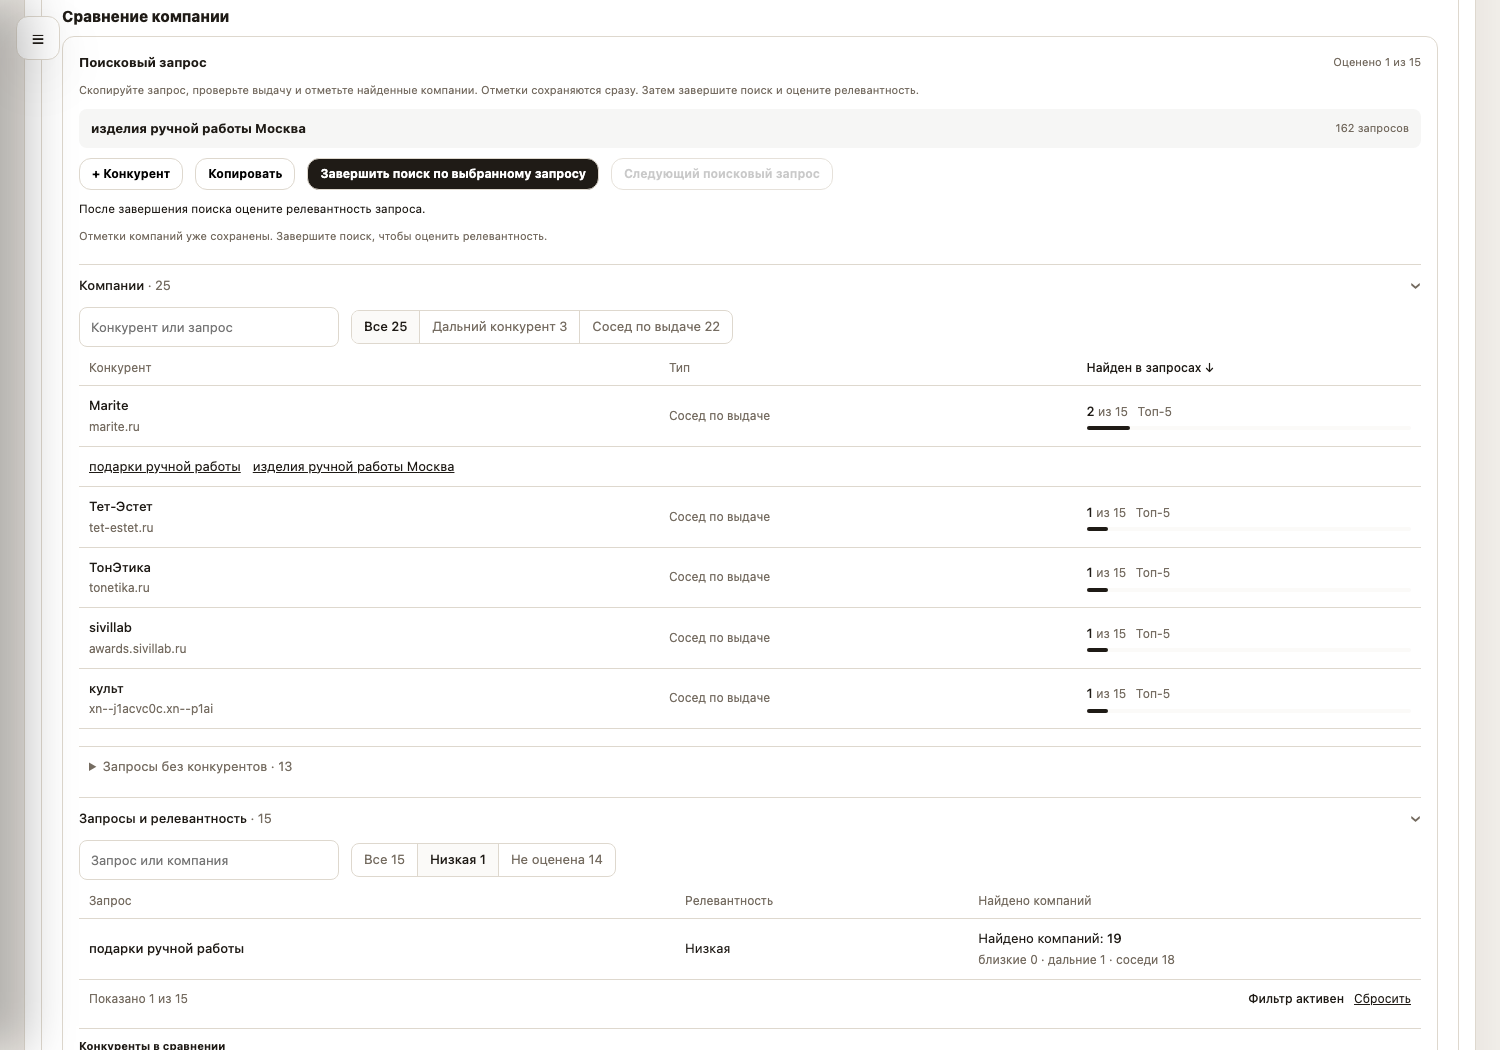 Сравнение компании
☰
Поисковый запрос
Оценено 1 из 15
Скопируйте запрос, проверьте выдачу и отметьте найденные компании. Отметки сохраняются сразу. Затем завершите поиск и оцените релевантность.
изделия ручной работы Москва
162 запросов
+ Конкурент
Копировать
Завершить поиск по выбранному запросу
Следующий поисковый запрос
После завершения поиска оцените релевантность запроса.
Отметки компаний уже сохранены. Завершите поиск, чтобы оценить релевантность.
Компании · 25
Конкурент или запрос
Все 25
Дальний конкурент 3
Сосед по выдаче 22
Конкурент
Тип
Найден в запросах ↓
Marite
marite.ru
Сосед по выдаче
2 из 15 Топ-5
подарки ручной работы изделия ручной работы Москва
Тет-Эстет
tet-estet.ru
Сосед по выдаче
1 из 15 Топ-5
ТонЭтика
tonetika.ru
Сосед по выдаче
1 из 15 Топ-5
sivillab
awards.sivillab.ru
Сосед по выдаче
1 из 15 Топ-5
культ
xn--j1acvc0c.xn--p1ai
Сосед по выдаче
1 из 15 Топ-5
▶ Запросы без конкурентов · 13
Запросы и релевантность · 15
Запрос или компания
Все 15
Низкая 1
Не оценена 14
Запрос
Релевантность
Найдено компаний
подарки ручной работы
Низкая
Найдено компаний: 19
близкие 0 · дальние 1 · соседи 18
Показано 1 из 15
Фильтр активен Сбросить
Конкуренты в сравнении